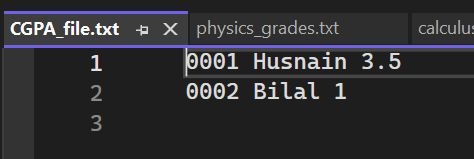 CGPA_file.txt physics_grades.txt calculus
1 0001 Husnain 3.5
2 0002 Bilal 1
3